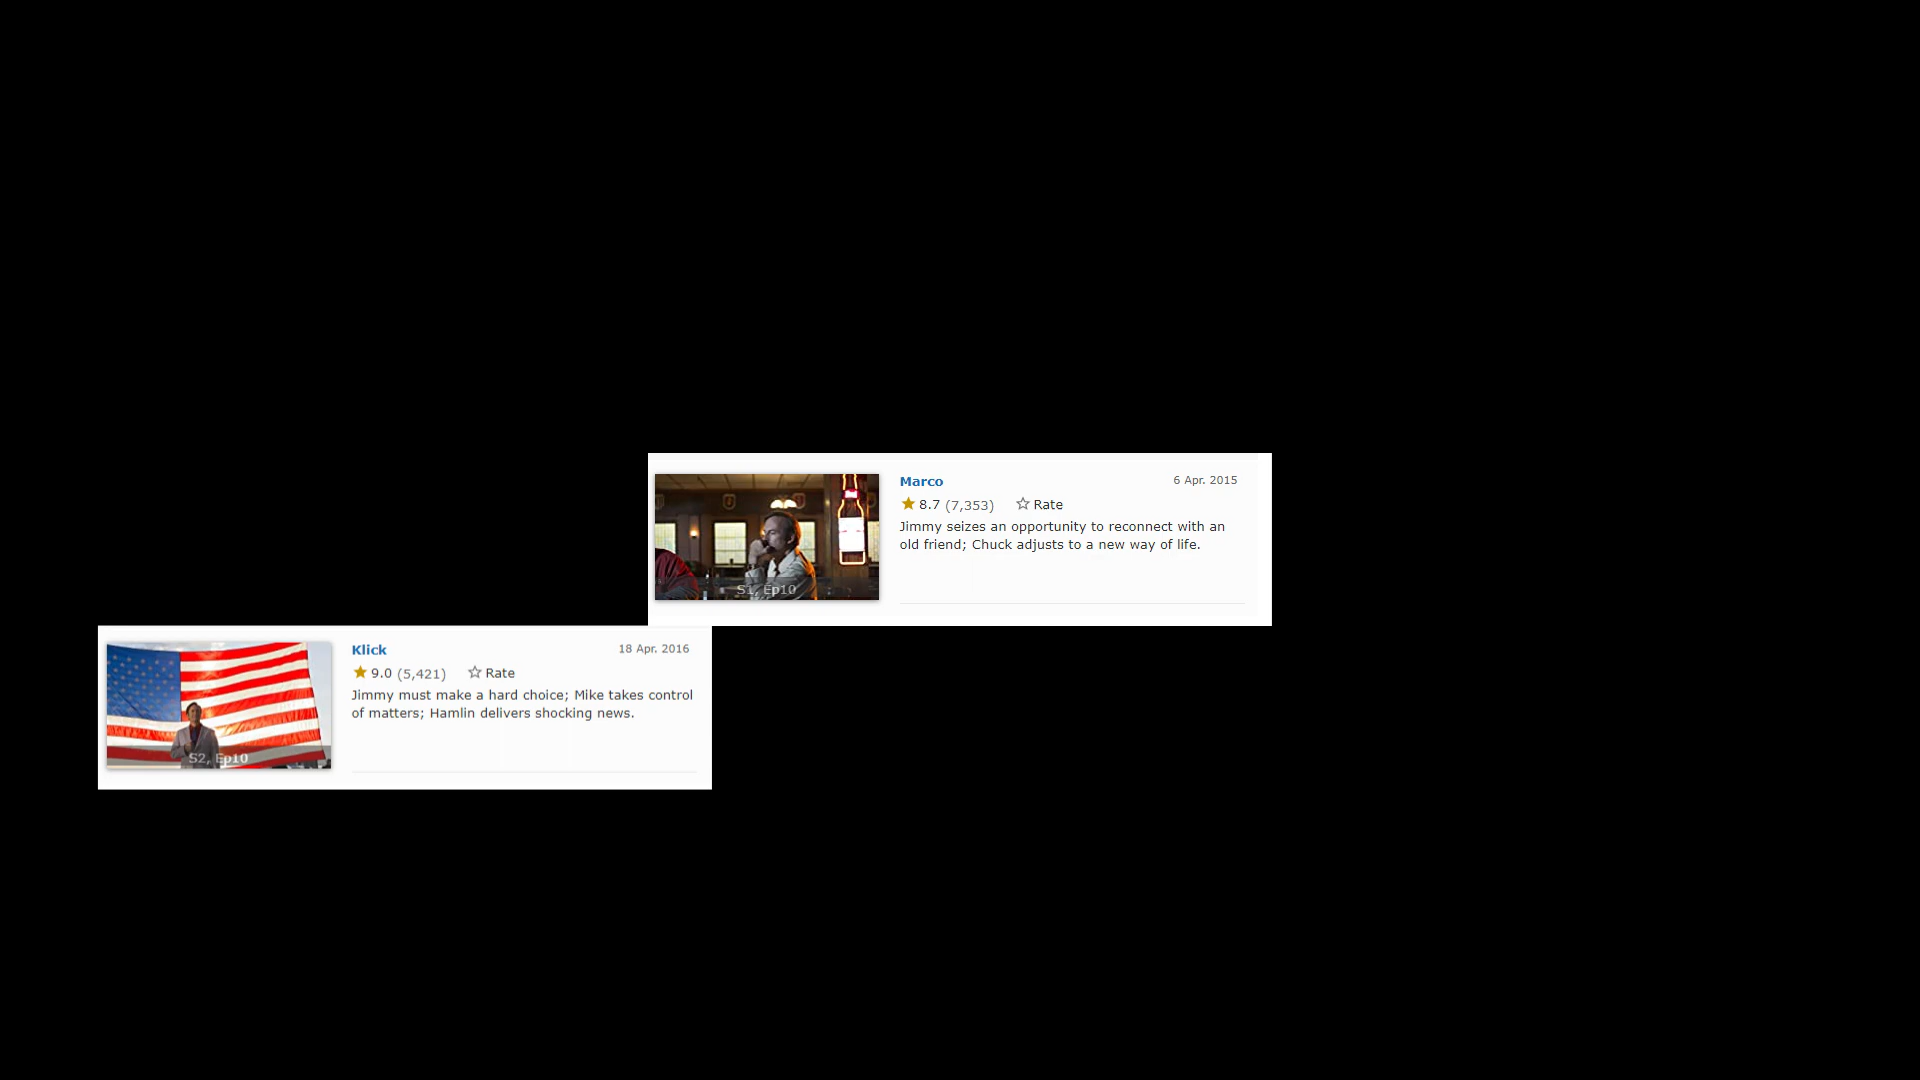 Marco
6 Apr. 2015
8.7 (7,353) Rate
Jimmy seizes an opportunity to reconnect with an
old friend; Chuck adjusts to a new way of life.
S1, Ep10
Klick
18 Apr. 2016
9.0 (5,421) Rate
Jimmy must make a hard choice; Mike takes control
of matters; Hamlin delivers shocking news.
S2, Ep10